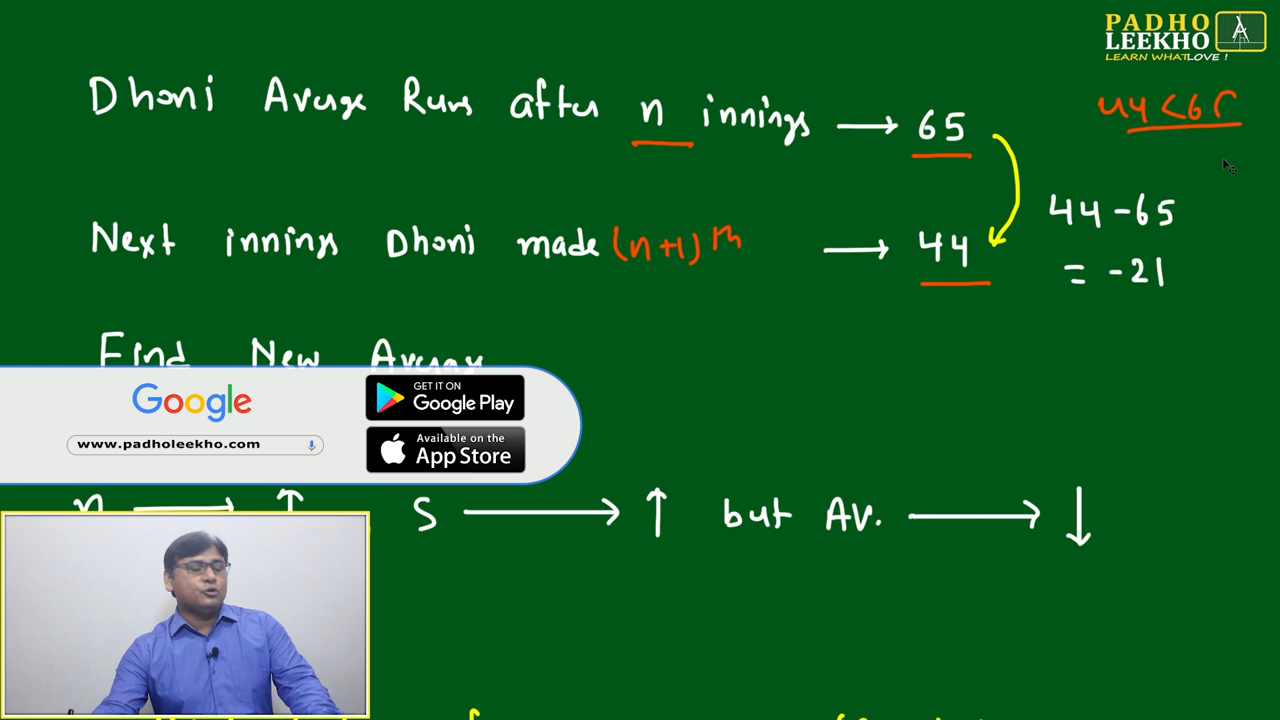 PADHO
LEEKHO
LEARN WHAT LOVE !
Dhoni Average Runs after n innings → 65
44 < 65
44 - 65
= -21
Next innings Dhoni made (n+1)th → 44
Find New Average
Google
www.padholeekho.com
GET IT ON
Google Play
Available on the
App Store
n → ↑ S → ↑ but Av. → ↓